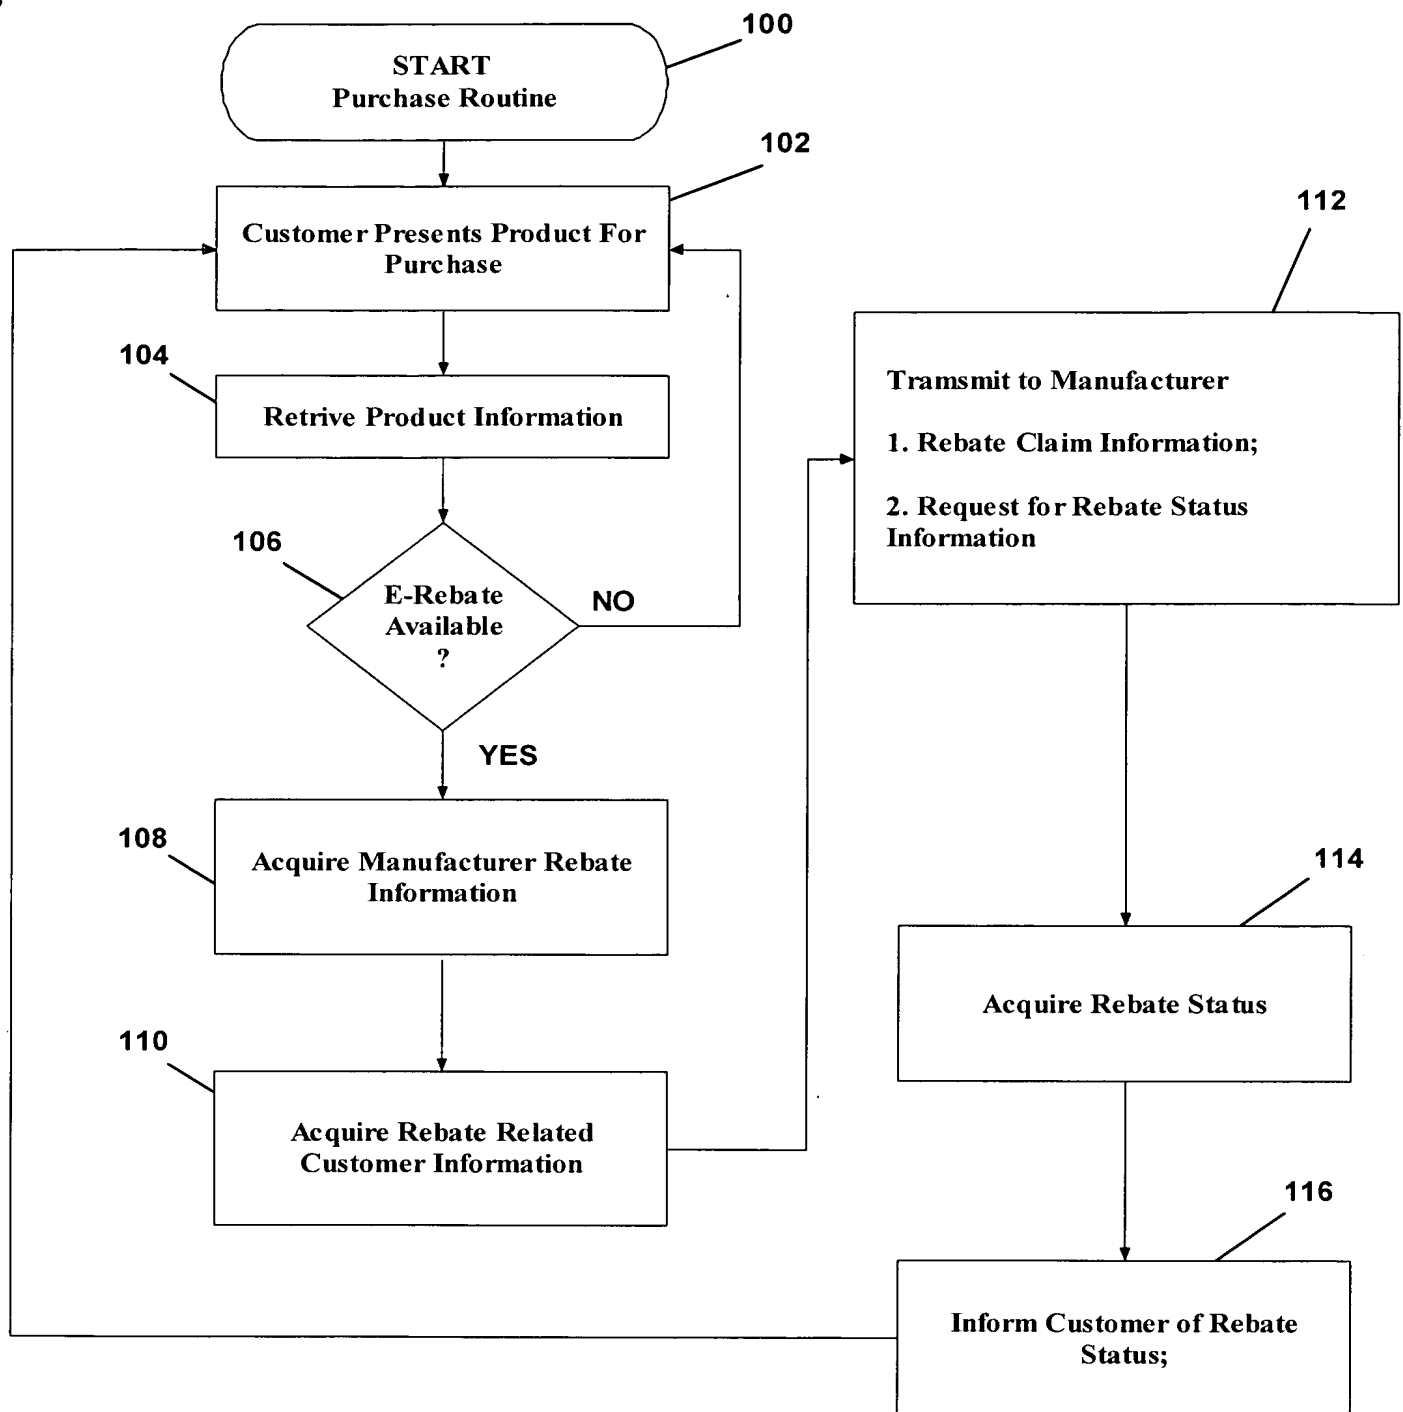 100
START
Purchase Routine
102
Customer Presents Product For
Purchase
104
Retrive Product Information
106
E-Rebate
Available
?
NO
YES
108
Acquire Manufacturer Rebate
Information
110
Acquire Rebate Related
Customer Information
112
Tramsmit to Manufacturer
1. Rebate Claim Information;
2. Request for Rebate Status
Information
114
Acquire Rebate Status
116
Inform Customer of Rebate
Status;